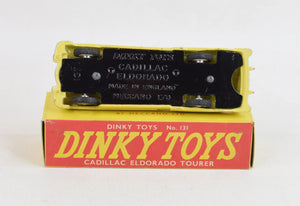 DINKY TOYS
CADILLAC
ELDORADO
MADE IN ENGLAND
MECCANO LTD
DINKY TOYS No. 131
DINKY TOYS
CADILLAC ELDORADO TOURER